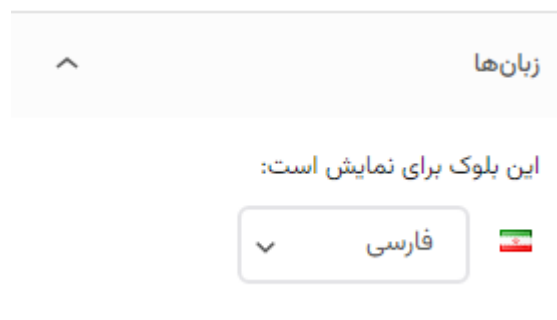 زبان‌ها
این بلوک برای نمایش است:
فارسی